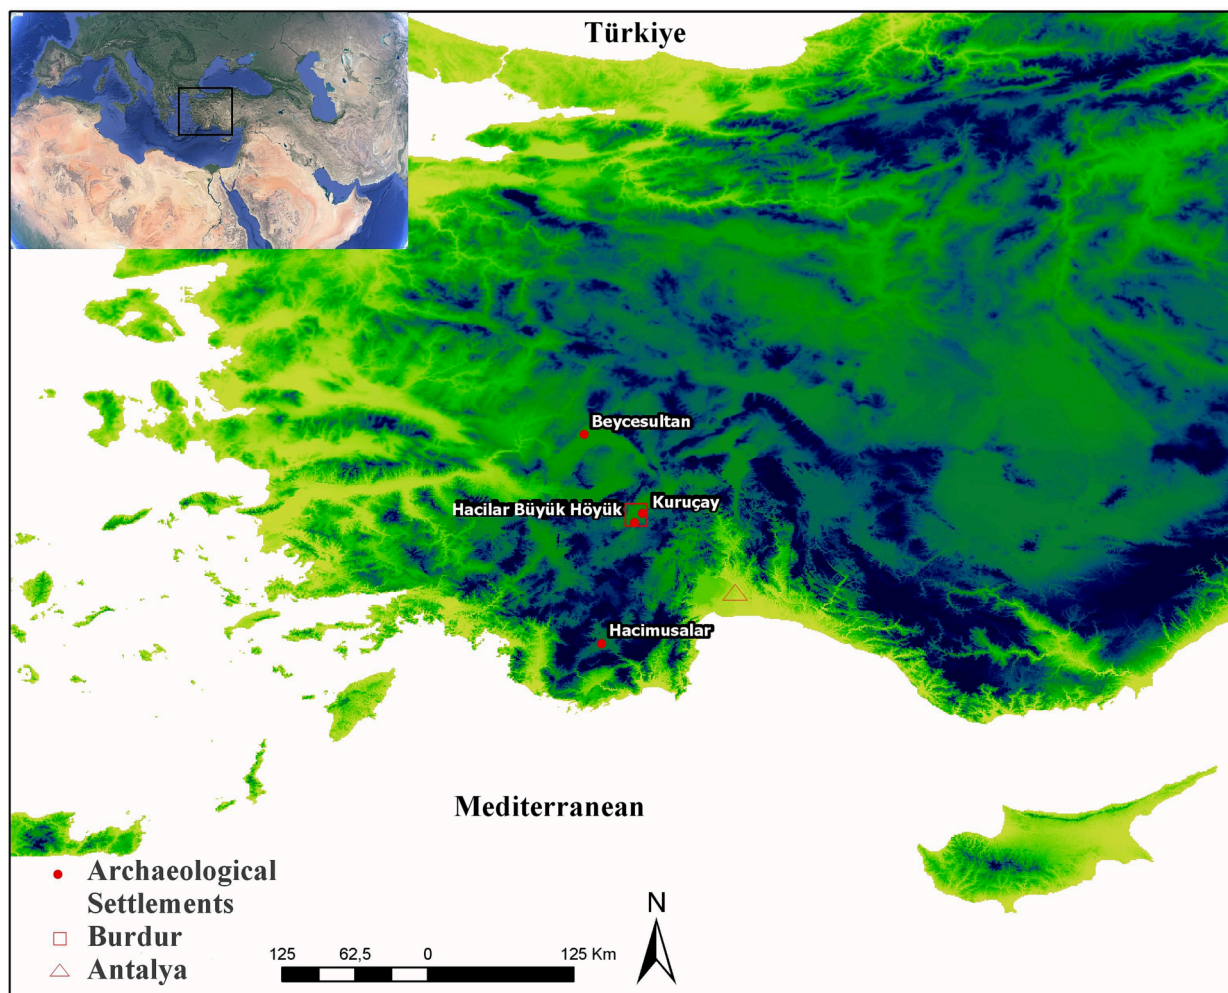 Türkiye
Beycesultan
Hacilar Büyük Höyük
Kuruçay
Hacimusalar
Mediterranean
Archaeological
Settlements
Burdur
Antalya
N
125 62,5 0 125 Km